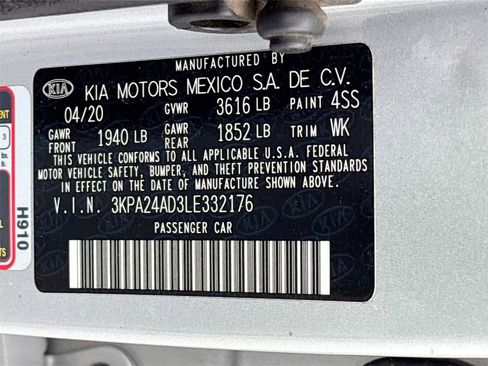 MANUFACTURED BY
KIA KIA MOTORS MEXICO S.A. DE C.V.
04/20 GVWR 3616 LB PAINT 4SS
GAWR FRONT 1940 LB GAWR REAR 1852 LB TRIM WK
THIS VEHICLE CONFORMS TO ALL APPLICABLE U.S.A. FEDERAL
MOTOR VEHICLE SAFETY, BUMPER, AND THEFT PREVENTION STANDARDS
IN EFFECT ON THE DATE OF MANUFACTURE SHOWN ABOVE.
V.I.N. 3KPA24AD3LE332176
PASSENGER CAR
H910
3